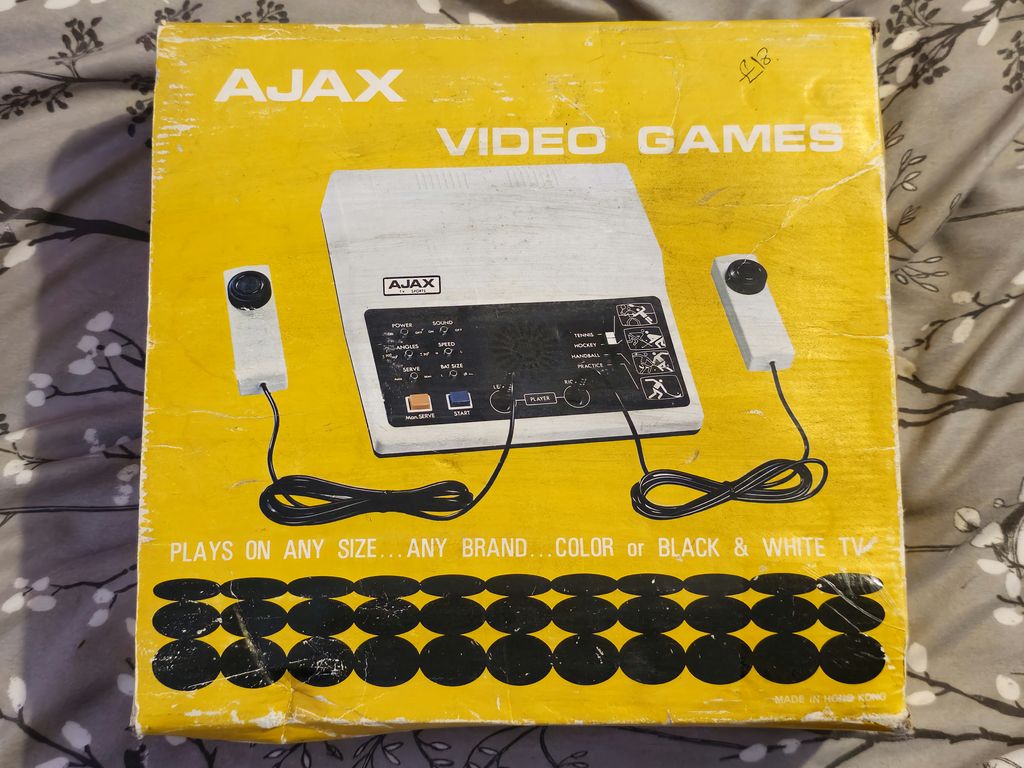 £18.
AJAX
VIDEO GAMES
AJAX
POWER
SOUND
ANGLES
SPEED
SERVE
BAT SIZE
Man. SERVE
START
PLAYER
TENNIS
HOCKEY
HANDBALL
PRACTICE
PLAYS ON ANY SIZE...ANY BRAND...COLOR or BLACK & WHITE TV
MADE IN HONG KONG